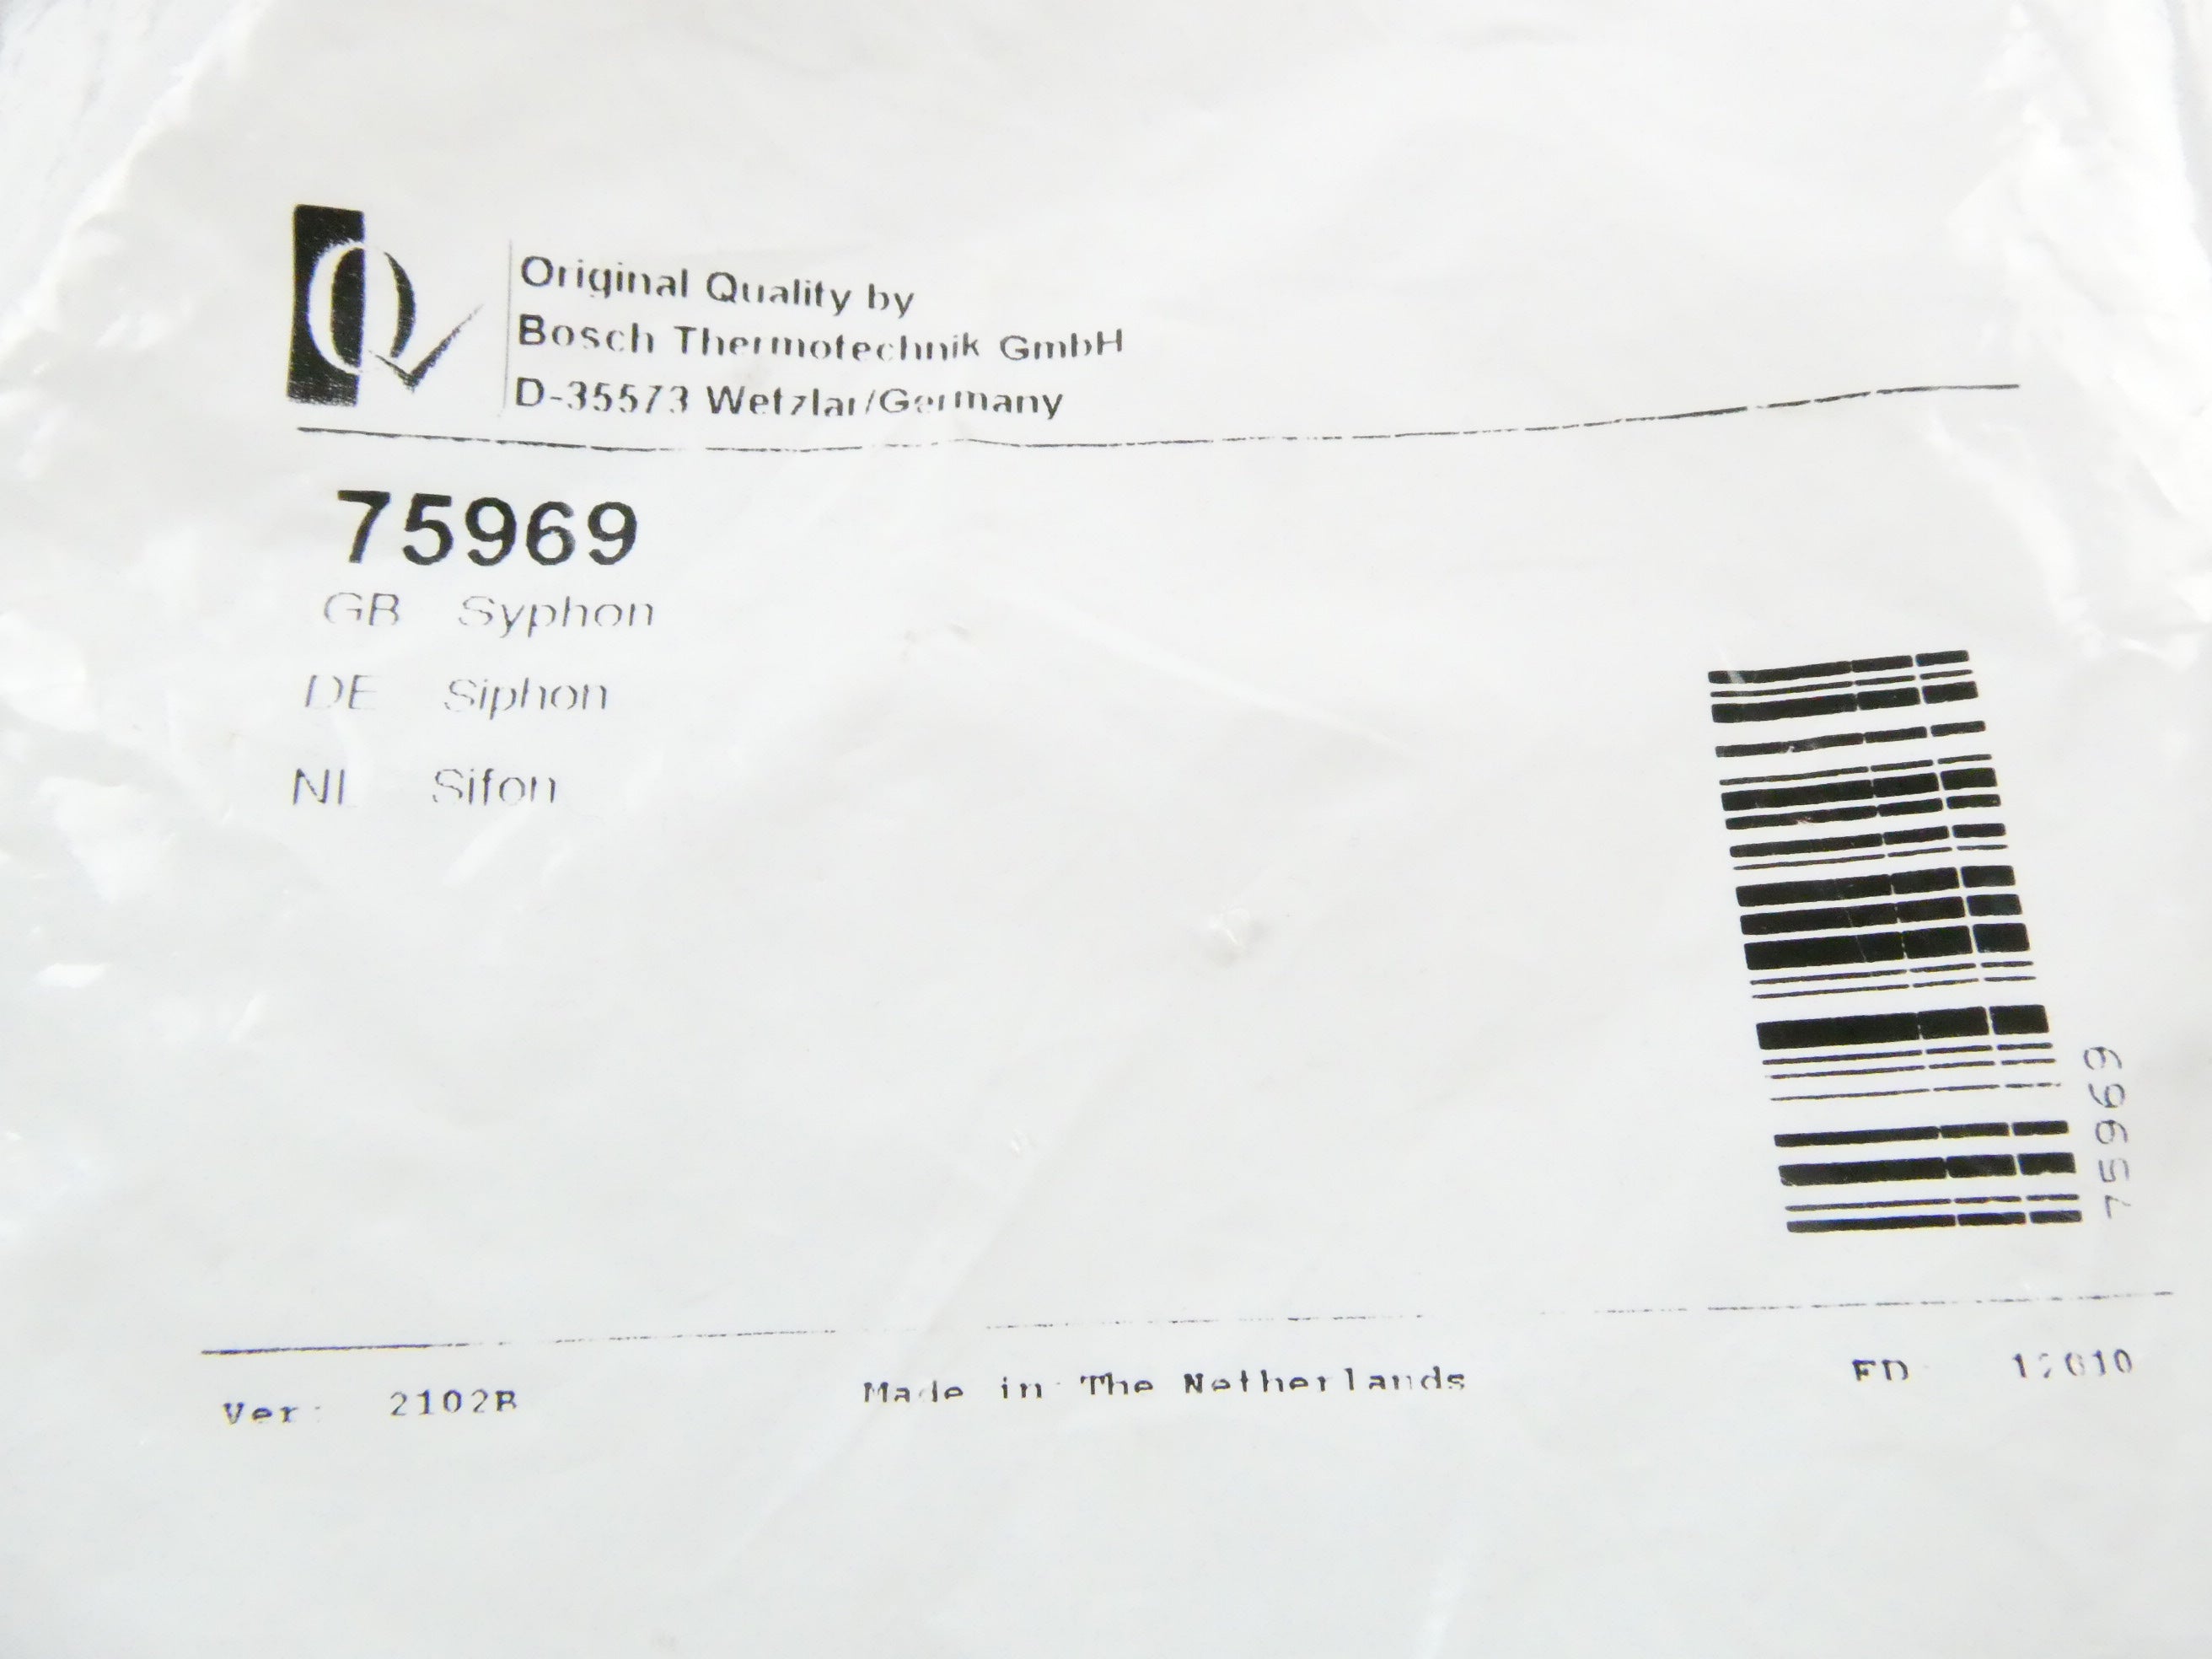 Original Quality by
Bosch Thermotechnik GmbH
D-35573 Wetzlar/Germany
75969
GB Syphon
DE Siphon
NL Sifon
75969
Ver: 2102B Made in The Netherlands FD